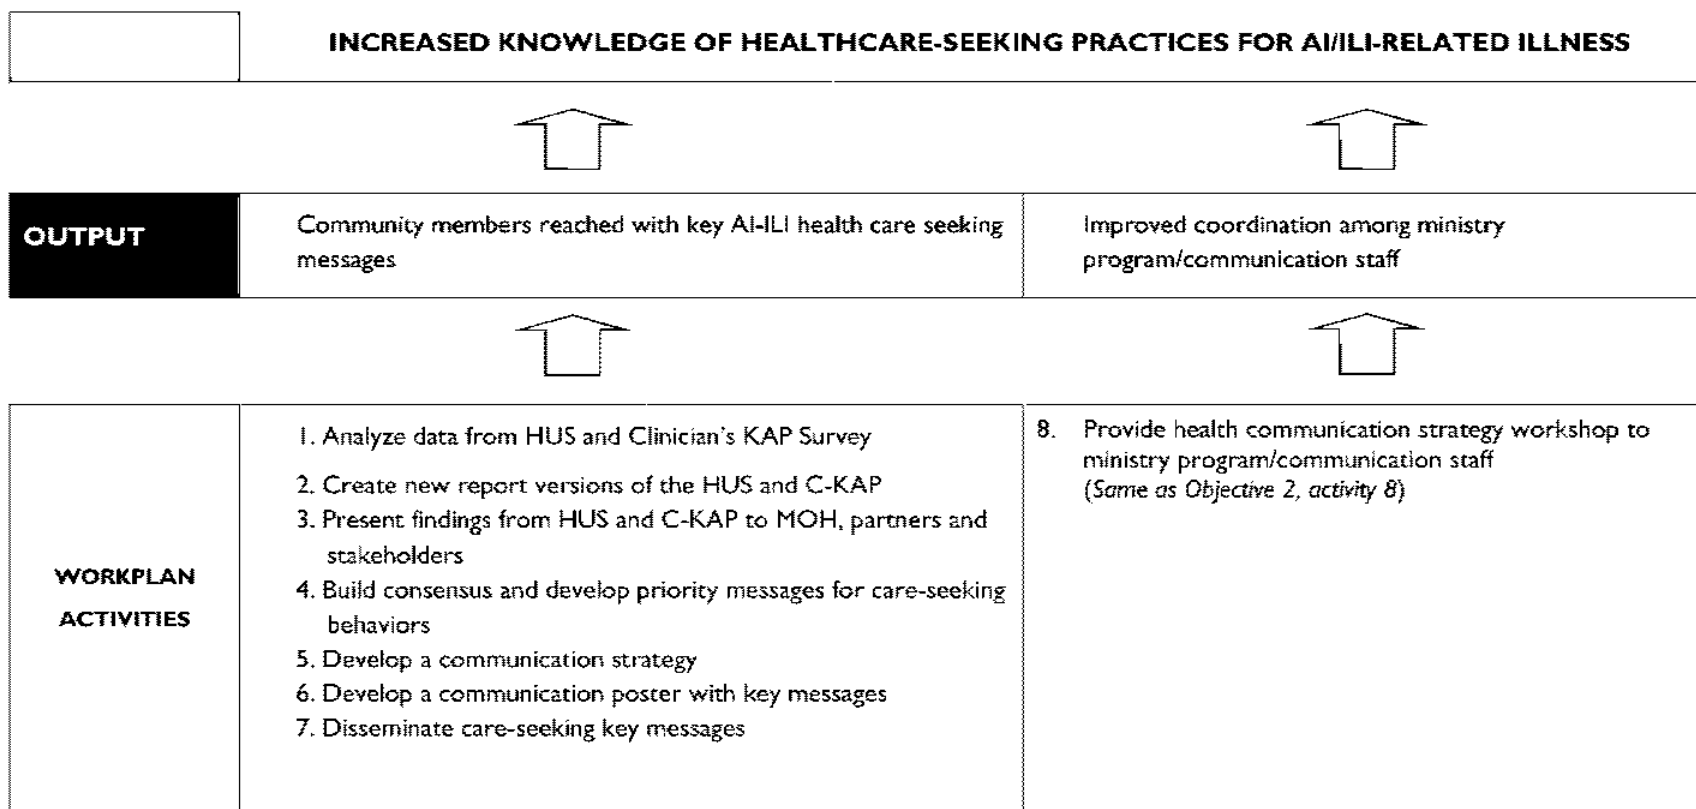 INCREASED KNOWLEDGE OF HEALTHCARE-SEEKING PRACTICES FOR AI/ILI-RELATED ILLNESS
OUTPUT
Community members reached with key AI-ILI health care seeking
messages
Improved coordination among ministry
program/communication staff
WORKPLAN
ACTIVITIES
1. Analyze data from HUS and Clinician's KAP Survey
2. Create new report versions of the HUS and C-KAP
3. Present findings from HUS and C-KAP to MOH, partners and
stakeholders
4. Build consensus and develop priority messages for care-seeking
behaviors
5. Develop a communication strategy
6. Develop a communication poster with key messages
7. Disseminate care-seeking key messages
8. Provide health communication strategy workshop to
ministry program/communication staff
(Same as Objective 2, activity 8)